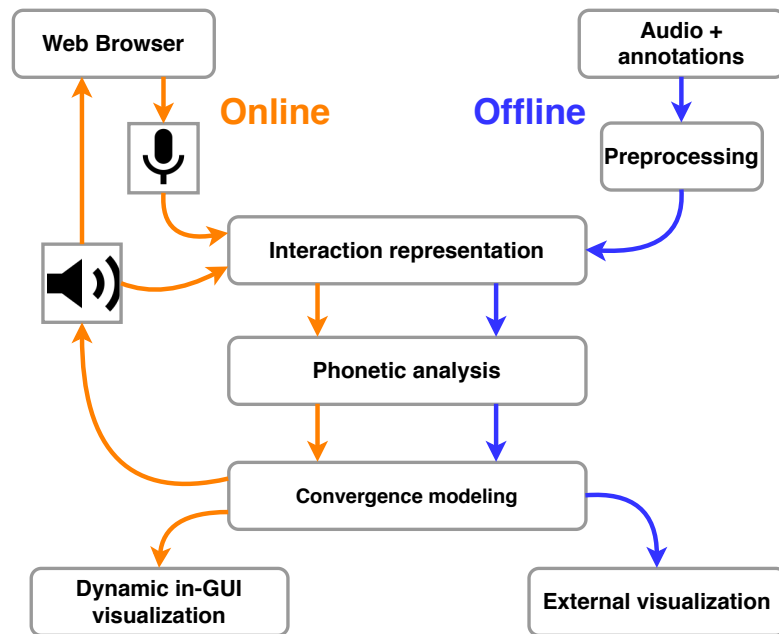 Web Browser
Audio +
annotations
Online
Offline
Preprocessing
Interaction representation
Phonetic analysis
Convergence modeling
Dynamic in-GUI
visualization
External visualization